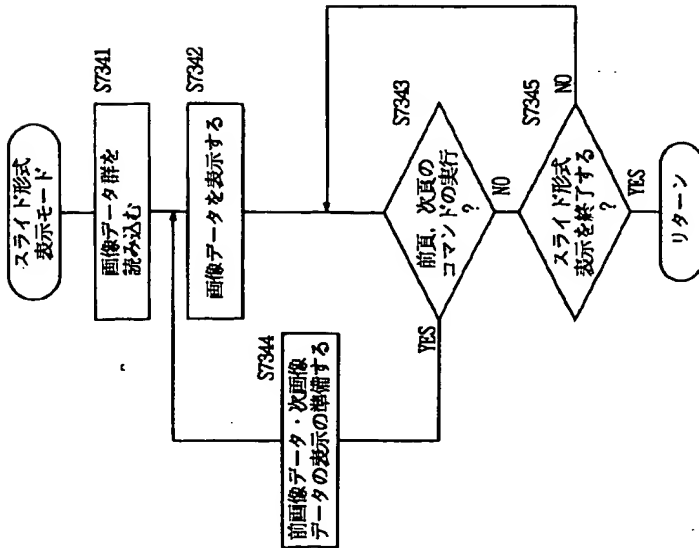 スライド形式
表示モード
S7341
画像データ群を
読み込む
S7342
画像データを表示する
S7343
前頁，次頁の
コマンドの実行
?
YES
NO
S7344
前画像データ・次画像
データの表示の準備する
S7345
スライド形式
表示を終了する
?
NO
YES
リターン